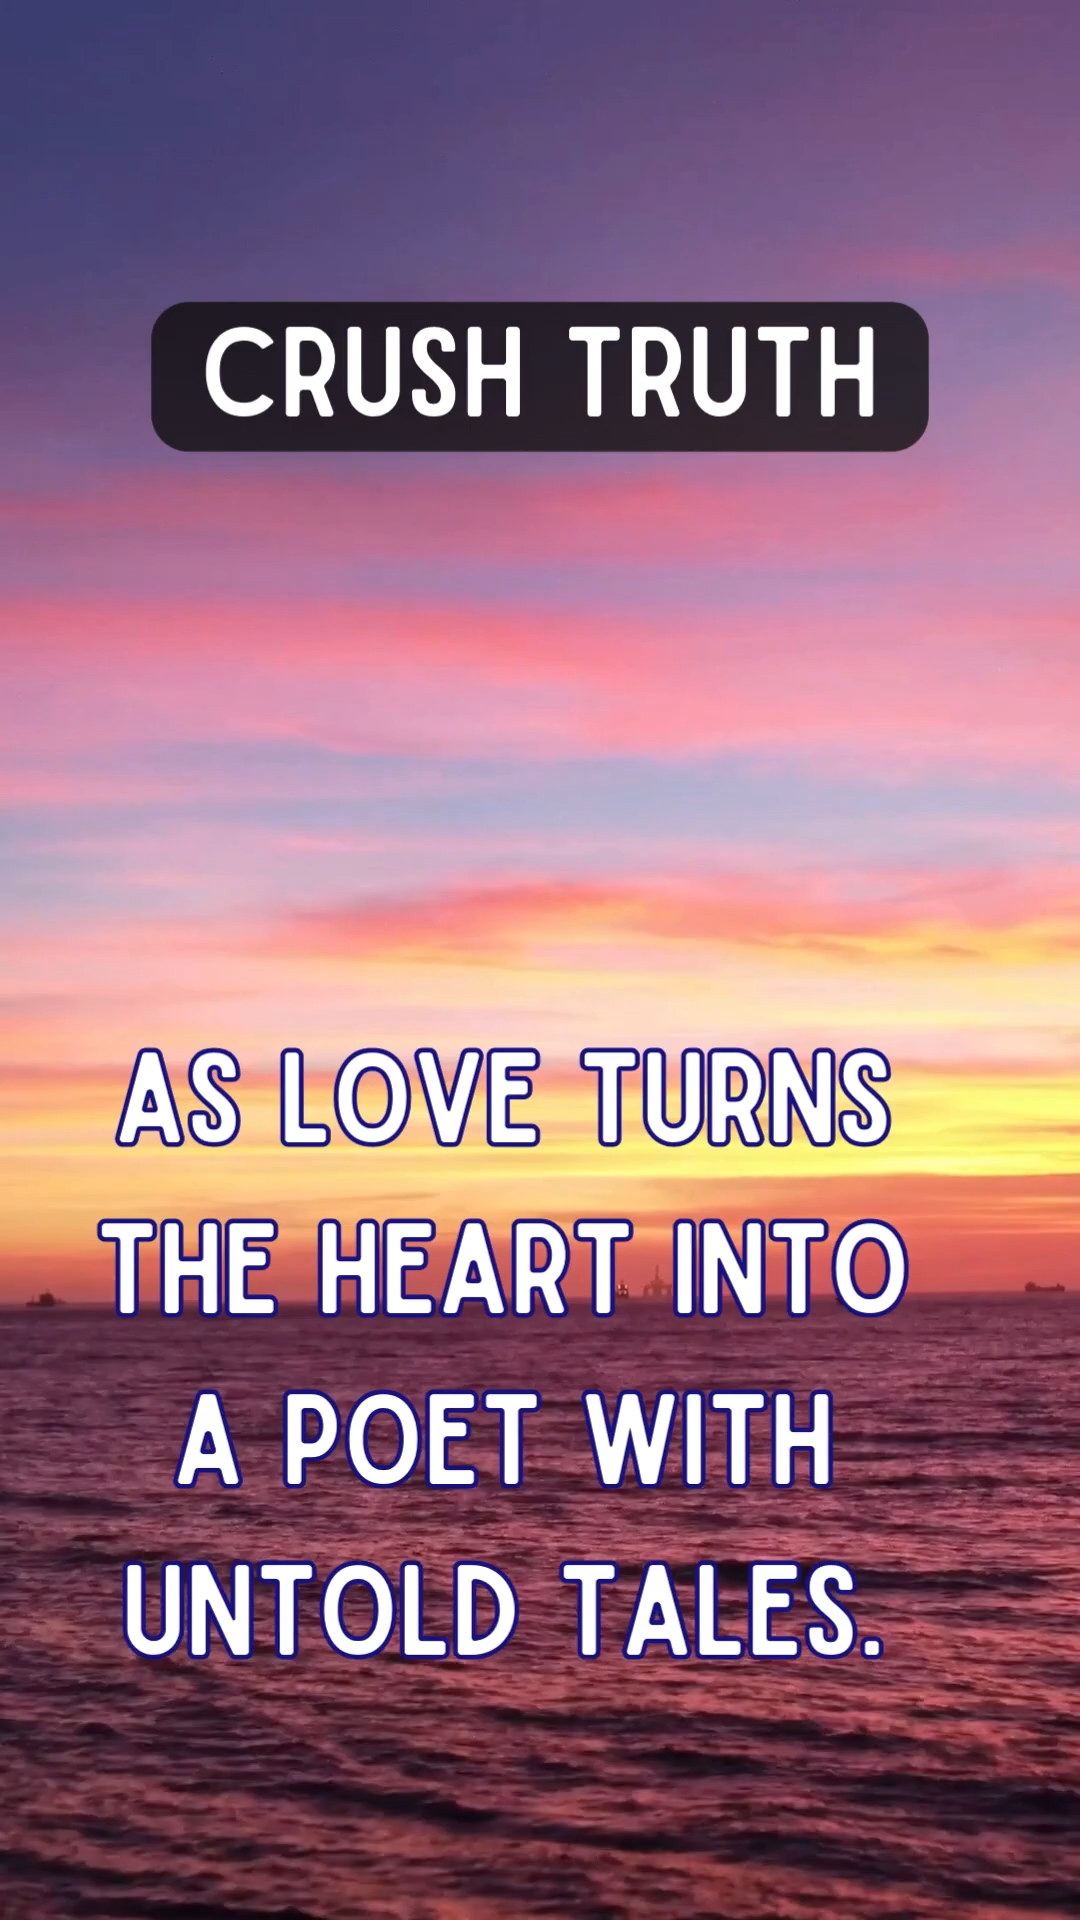 CRUSH TRUTH
AS LOVE TURNS
THE HEART INTO
A POET WITH
UNTOLD TALES.